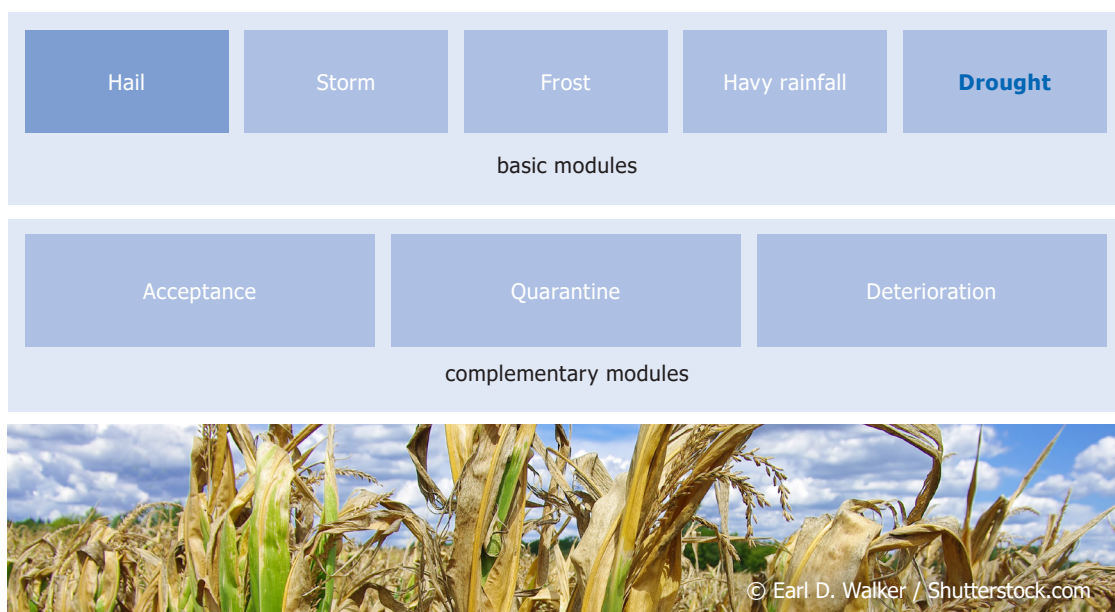 Hail
Storm
Frost
Havy rainfall
Drought
basic modules
Acceptance
Quarantine
Deterioration
complementary modules
© Earl D. Walker / Shutterstock.com